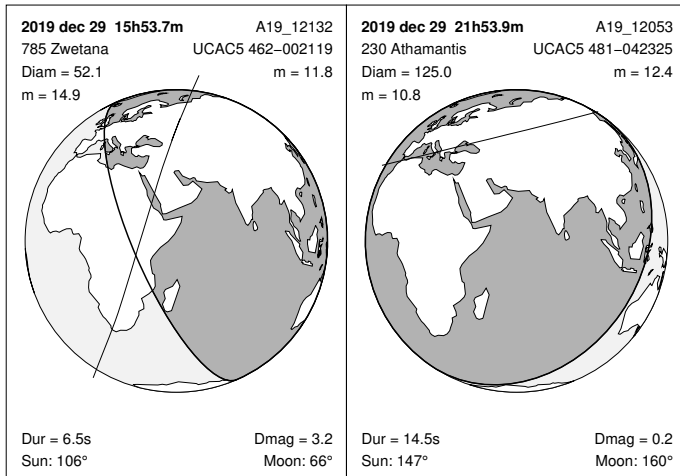 2019 dec 29 15h53.7m A19_12132
785 Zwetana UCAC5 462−002119
Diam = 52.1 m = 11.8
m = 14.9
Dur = 6.5s Dmag = 3.2
Sun: 106° Moon: 66°
2019 dec 29 21h53.9m A19_12053
230 Athamantis UCAC5 481−042325
Diam = 125.0 m = 12.4
m = 10.8
Dur = 14.5s Dmag = 0.2
Sun: 147° Moon: 160°